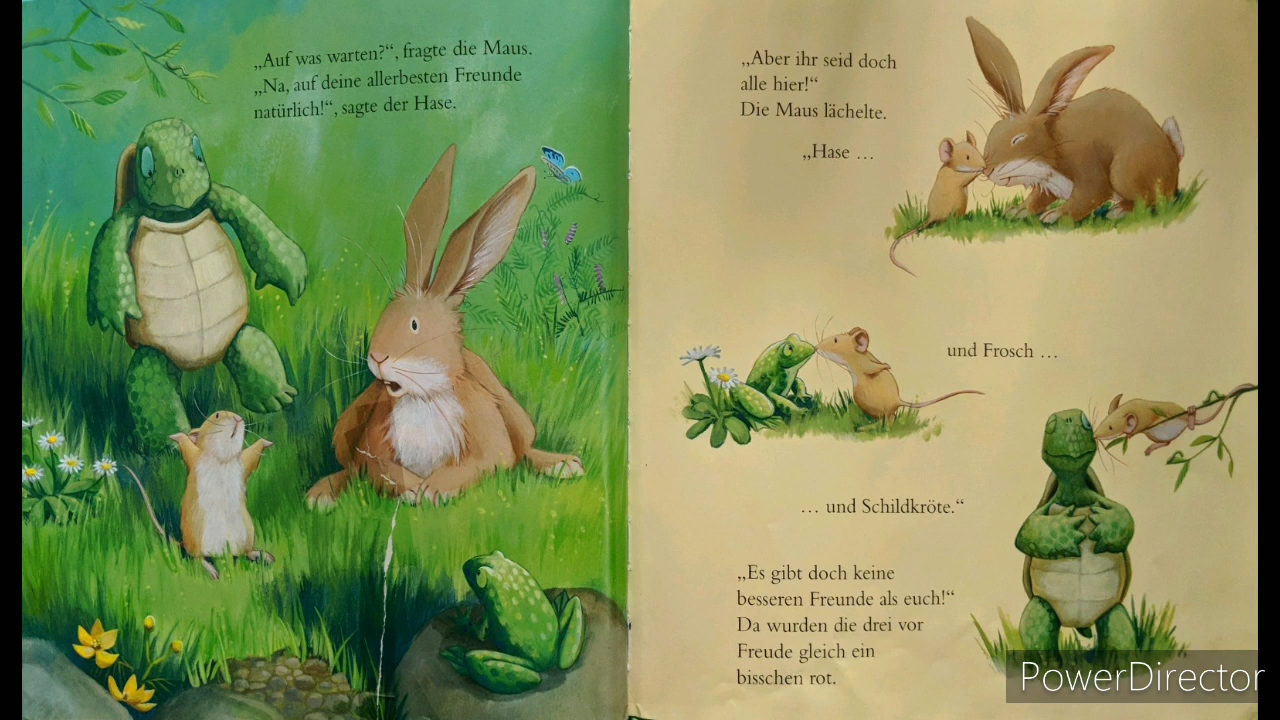 „Auf was warten?“, fragte die Maus.
„Na, auf deine allerbesten Freunde
natürlich!“, sagte der Hase.
„Aber ihr seid doch
alle hier!“
Die Maus lächelte.
„Hase …
und Frosch …
… und Schildkröte.“
„Es gibt doch keine
besseren Freunde als euch!“
Da wurden die drei vor
Freude gleich ein
bisschen rot.
PowerDirector